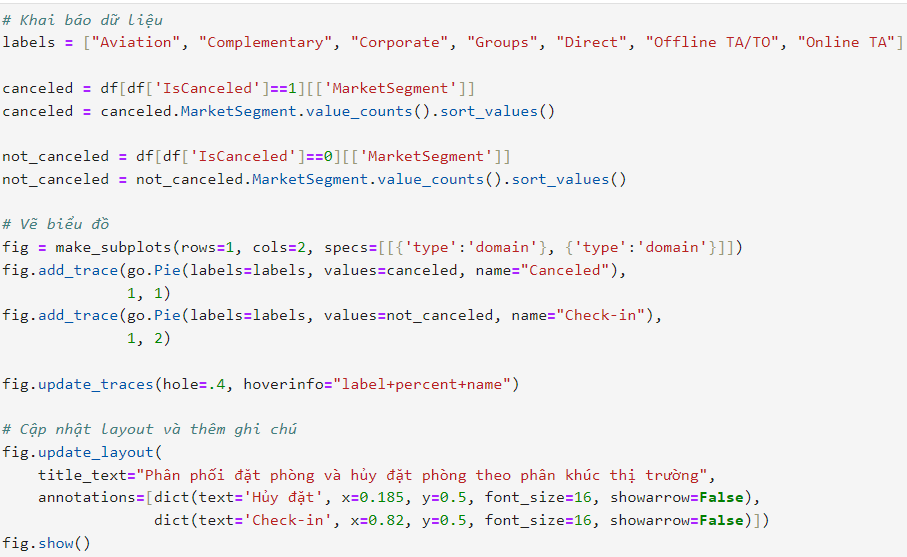 # Khai báo dữ liệu
labels = ["Aviation", "Complementary", "Corporate", "Groups", "Direct", "Offline TA/TO", "Online TA"]
canceled = df[df['IsCanceled']==1][['MarketSegment']]
canceled = canceled.MarketSegment.value_counts().sort_values()
not_canceled = df[df['IsCanceled']==0][['MarketSegment']]
not_canceled = not_canceled.MarketSegment.value_counts().sort_values()
# Vẽ biểu đồ
fig = make_subplots(rows=1, cols=2, specs=[[{'type':'domain'}, {'type':'domain'}]])
fig.add_trace(go.Pie(labels=labels, values=canceled, name="Canceled"),
              1, 1)
fig.add_trace(go.Pie(labels=labels, values=not_canceled, name="Check-in"),
              1, 2)
fig.update_traces(hole=.4, hoverinfo="label+percent+name")
# Cập nhật layout và thêm ghi chú
fig.update_layout(
    title_text="Phân phối đặt phòng và hủy đặt phòng theo phân khúc thị trường",
    annotations=[dict(text='Hủy đặt', x=0.185, y=0.5, font_size=16, showarrow=False),
                 dict(text='Check-in', x=0.82, y=0.5, font_size=16, showarrow=False)])
fig.show()